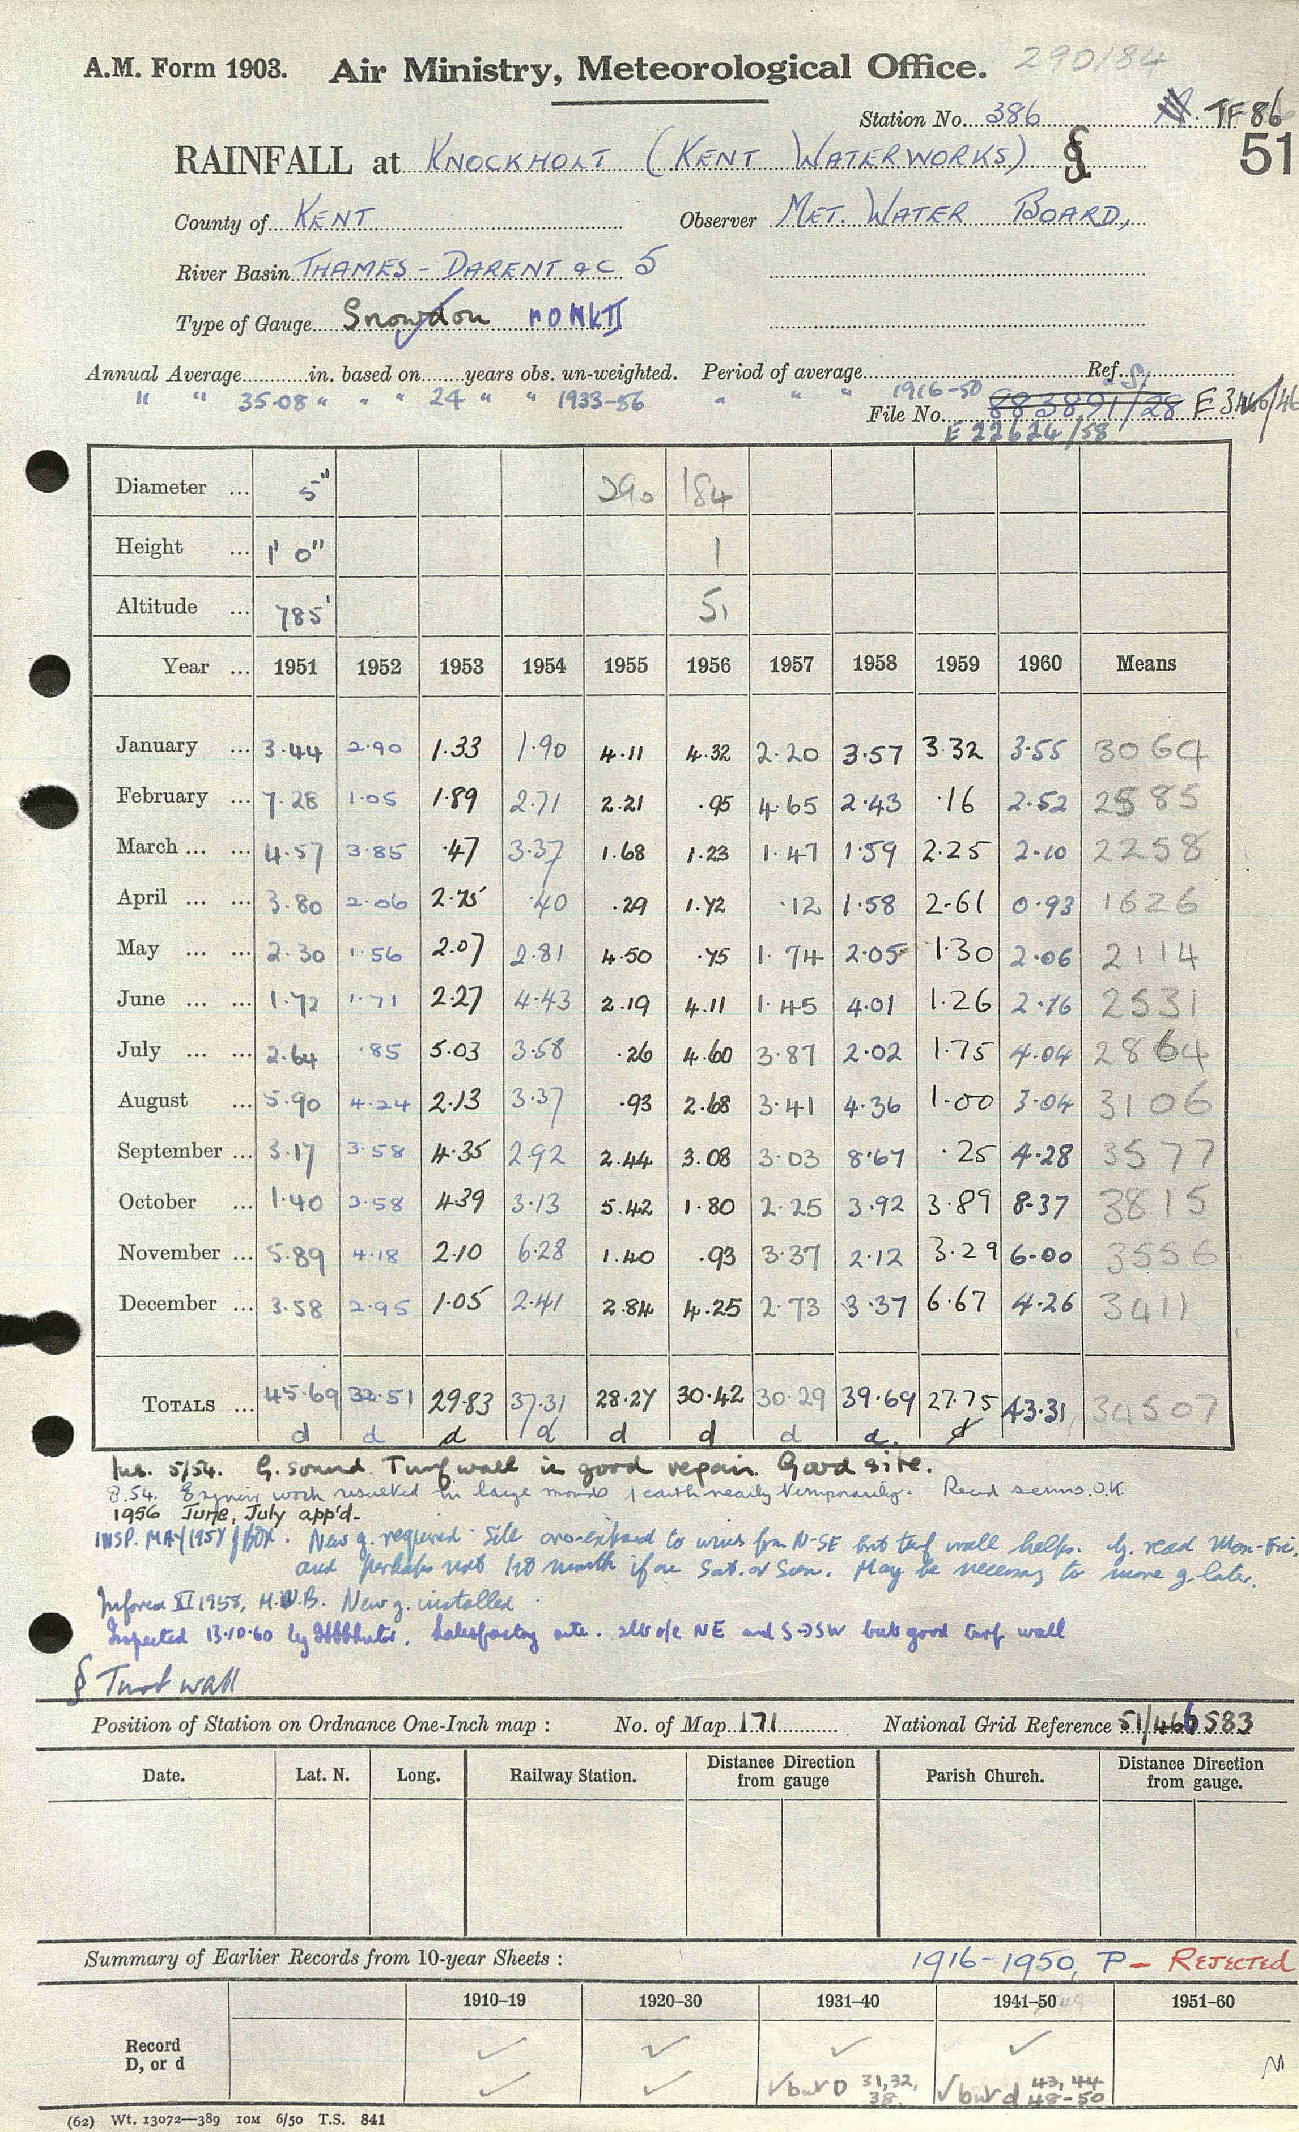 A.M. Form 1903. Air Ministry, Meteorological Office. 290/84
Station No. 386 TF 86
RAINFALL at KNOCKHOLT (KENT WATERWORKS) § 51
County of KENT Observer MET. WATER BOARD,
River Basin THAMES - DARENT &C 5
Type of Gauge Snowdon MO MK II
Annual Average in. based on years obs. un-weighted. Period of average Ref.
" " 35.08 " " " 24 " " 1933-56 " " " 1916-50
File No. 883891/28 E 3466/46
E 22624/58
Diameter ... 5" 290 184
Height ... 1' 0" 1
Altitude ... 785' 51
Year ... 1951 1952 1953 1954 1955 1956 1957 1958 1959 1960 Means
January ... 3.44 2.90 1.33 1.90 4.11 4.32 2.20 3.57 3.32 3.55 3064
February ... 7.28 1.05 1.89 2.71 2.21 .95 4.65 2.43 .16 2.52 2585
March ... ... 4.57 3.85 .47 3.37 1.68 1.23 1.47 1.59 2.25 2.10 2258
April ... ... 3.80 2.06 2.75 .40 .29 1.72 .12 1.58 2.61 0.93 1626
May ... ... 2.30 1.56 2.07 2.81 4.50 .75 1.74 2.05 1.30 2.06 2114
June ... ... 1.72 1.71 2.27 4.43 2.19 4.11 1.45 4.01 1.26 2.16 2531
July ... ... 2.64 .85 5.03 3.58 .26 4.60 3.87 2.02 1.75 4.04 2864
August ... 5.90 4.24 2.13 3.37 .93 2.68 3.41 4.36 1.00 3.04 3106
September ... 3.17 3.58 4.35 2.92 2.44 3.08 3.03 8.67 .25 4.28 3577
October ... 1.40 3.58 4.39 3.13 5.42 1.80 2.25 3.92 3.89 8.37 3815
November ... 5.89 4.18 2.10 6.28 1.40 .93 3.37 2.12 3.29 6.00 3556
December ... 3.58 2.95 1.05 2.41 2.84 4.25 2.73 3.37 6.67 4.26 3411
TOTALS ... 45.69 32.51 29.83 37.31 28.27 30.42 30.29 39.69 27.75 43.31 34507
d d d d d d d d d
Ins. 5/54. G. sound. Turf wall in good repair. Good site.
8.54. Engineering work resulted in large mounds of earth nearby temporarily. Read seems O.K
1956 June, July app'd.
INSP. MAY 1957 New g. required. Site over-exposed to winds from N-SE but turf wall helps. G. read Mon-Fri.
and perhaps not 1st month if on Sat. or Sun. May be necessary to move g later.
Informed XI 1958, M.W.B. New g. installed
Inspected 13.10.60 by Satisfactory site. NE and S→SW but good turf wall
§ Turf wall
Position of Station on Ordnance One-Inch map : No. of Map 171 National Grid Reference 51/466583
Date. Lat. N. Long. Railway Station. Distance Direction from gauge Parish Church. Distance Direction from gauge.
Summary of Earlier Records from 10-year Sheets : 1916-1950, P - REJECTED
1910–19 1920–30 1931–40 1941–50 1951–60
Record ✓ ✓ ✓ ✓
D, or d ✓ ✓ ✓ but D 31, 32, 38. ✓ but d 43, 44 48-50
(62) Wt. 13072—389 10M 6/50 T.S. 841